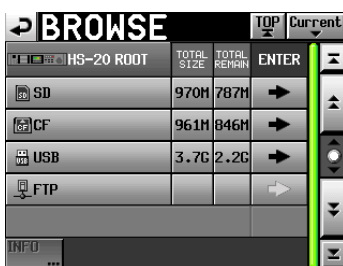 BROWSE TOP Current
HS-20 ROOT TOTAL SIZE TOTAL REMAIN ENTER
SD 970M 787M
CF 961M 846M
USB 3.7G 2.2G
FTP
INFO ...